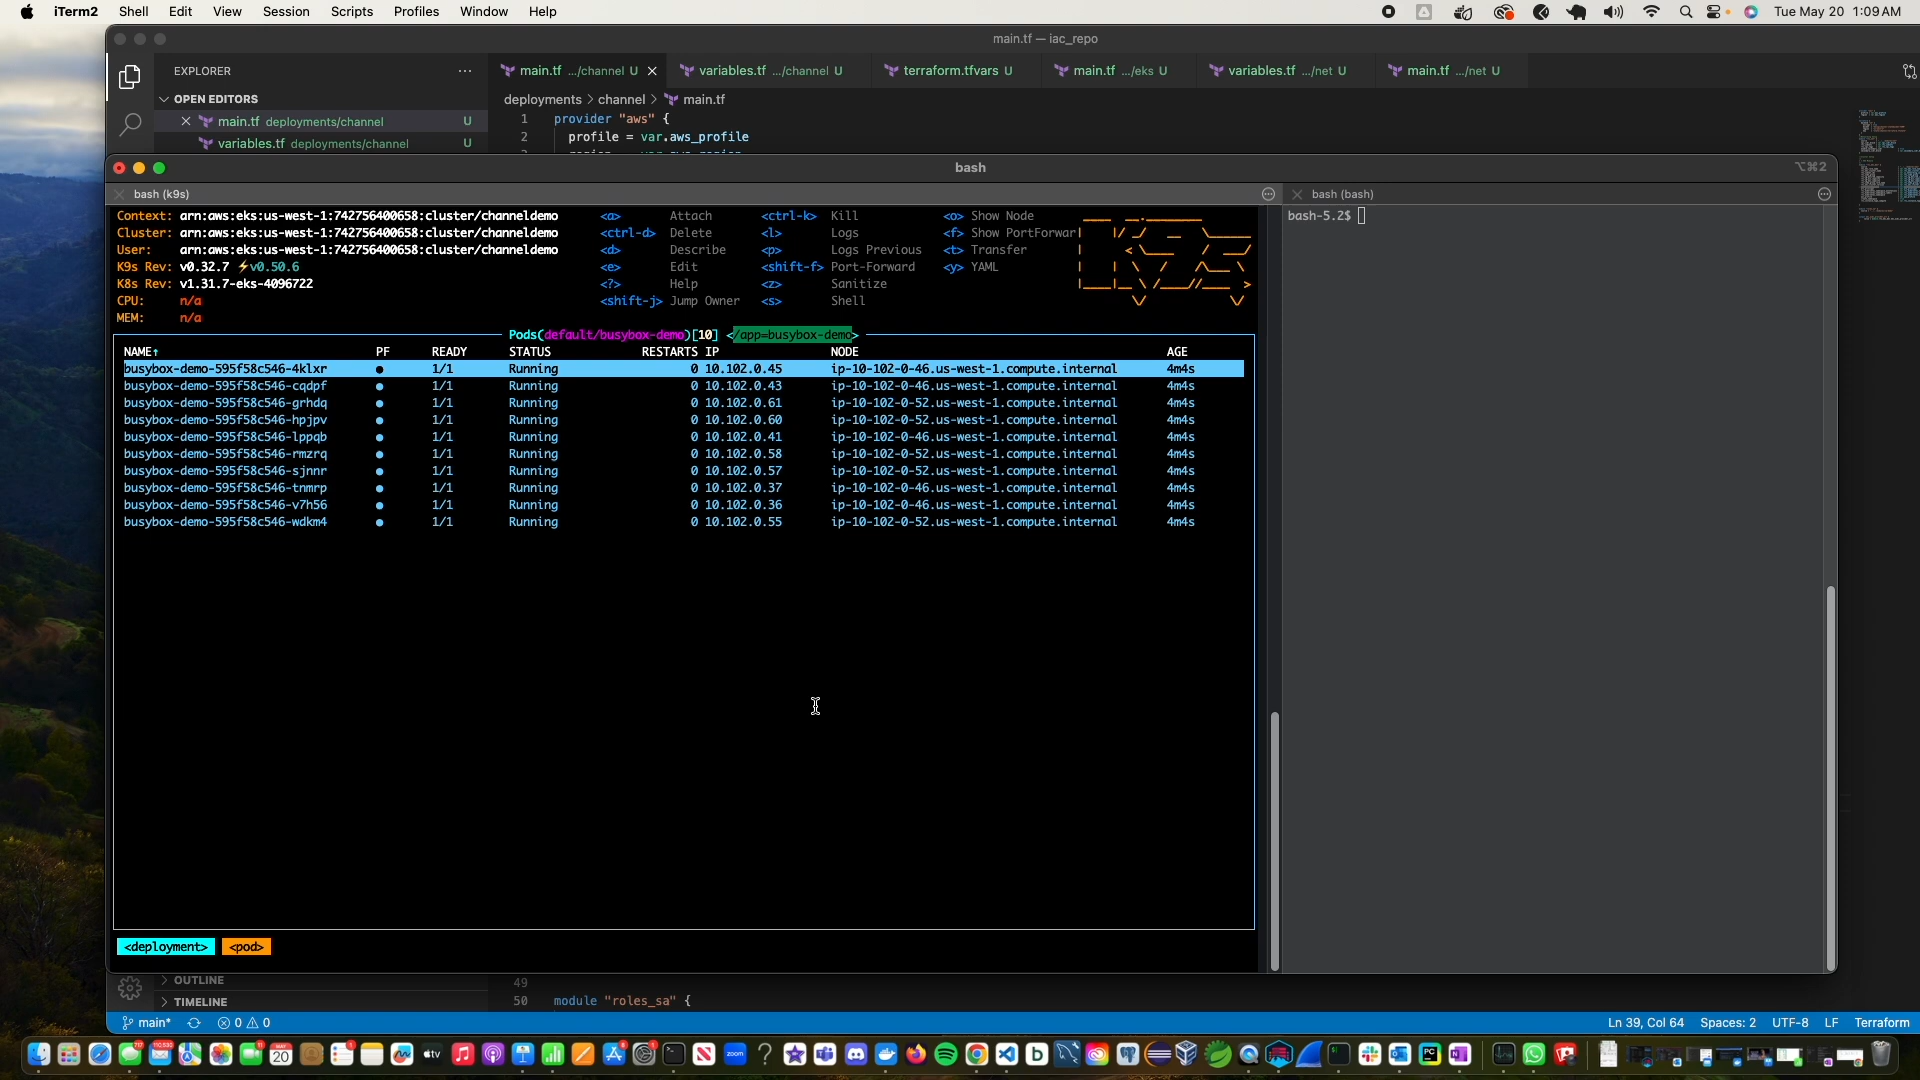 iTerm2 Shell Edit View Session Scripts Profiles Window Help Tue May 20 1:09 AM
main.tf — iac_repo
EXPLORER ··· main.tf .../channel U variables.tf .../channel U terraform.tfvars U main.tf .../eks U variables.tf .../net U main.tf .../net U
OPEN EDITORS deployments > channel > main.tf
main.tf deployments/channel U 1 provider "aws" {
variables.tf deployments/channel U 2 profile = var.aws_profile
bash ⌥⌘2
bash (k9s) bash (bash)
Context: arn:aws:eks:us-west-1:742756400658:cluster/channeldemo <a> Attach <ctrl-k> Kill <o> Show Node
Cluster: arn:aws:eks:us-west-1:742756400658:cluster/channeldemo <ctrl-d> Delete <l> Logs <f> Show PortForwar
User: arn:aws:eks:us-west-1:742756400658:cluster/channeldemo <d> Describe <p> Logs Previous <t> Transfer
K9s Rev: v0.32.7 ⚡v0.50.6 <e> Edit <shift-f> Port-Forward <y> YAML
K8s Rev: v1.31.7-eks-4096722 <?> Help <z> Sanitize
CPU: n/a <shift-j> Jump Owner <s> Shell
MEM: n/a
bash-5.2$
Pods(default/busybox-demo)[10] </app=busybox-demo>
NAME↑ PF READY STATUS RESTARTS IP NODE AGE
busybox-demo-595f58c546-4klxr ● 1/1 Running 0 10.102.0.45 ip-10-102-0-46.us-west-1.compute.internal 4m4s
busybox-demo-595f58c546-cqdpf ● 1/1 Running 0 10.102.0.43 ip-10-102-0-46.us-west-1.compute.internal 4m4s
busybox-demo-595f58c546-grhdq ● 1/1 Running 0 10.102.0.61 ip-10-102-0-52.us-west-1.compute.internal 4m4s
busybox-demo-595f58c546-hpjpv ● 1/1 Running 0 10.102.0.60 ip-10-102-0-52.us-west-1.compute.internal 4m4s
busybox-demo-595f58c546-lppqb ● 1/1 Running 0 10.102.0.41 ip-10-102-0-46.us-west-1.compute.internal 4m4s
busybox-demo-595f58c546-rmzrq ● 1/1 Running 0 10.102.0.58 ip-10-102-0-52.us-west-1.compute.internal 4m4s
busybox-demo-595f58c546-sjnnr ● 1/1 Running 0 10.102.0.57 ip-10-102-0-52.us-west-1.compute.internal 4m4s
busybox-demo-595f58c546-tnmrp ● 1/1 Running 0 10.102.0.37 ip-10-102-0-46.us-west-1.compute.internal 4m4s
busybox-demo-595f58c546-v7h56 ● 1/1 Running 0 10.102.0.36 ip-10-102-0-46.us-west-1.compute.internal 4m4s
busybox-demo-595f58c546-wdkm4 ● 1/1 Running 0 10.102.0.55 ip-10-102-0-52.us-west-1.compute.internal 4m4s
<deployment> <pod>
OUTLINE 49
TIMELINE 50 module "roles_sa" {
main* 0 0 Ln 39, Col 64 Spaces: 2 UTF-8 LF Terraform